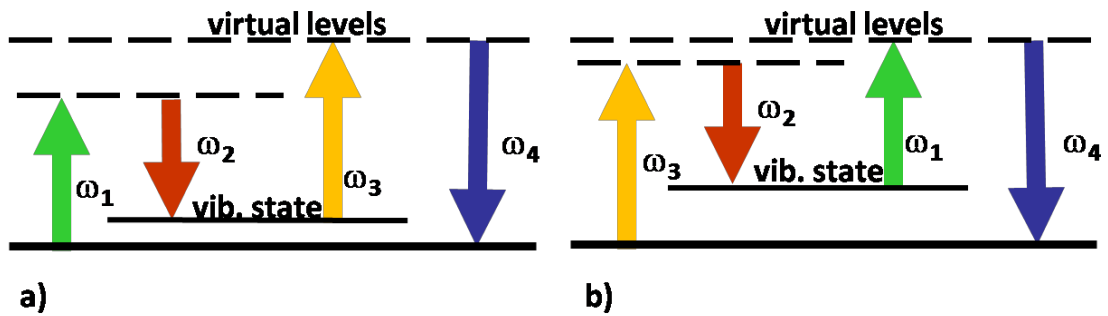 virtual levels
ω1
ω2
ω3
ω4
vib. state
a)
virtual levels
ω3
ω2
ω1
ω4
vib. state
b)